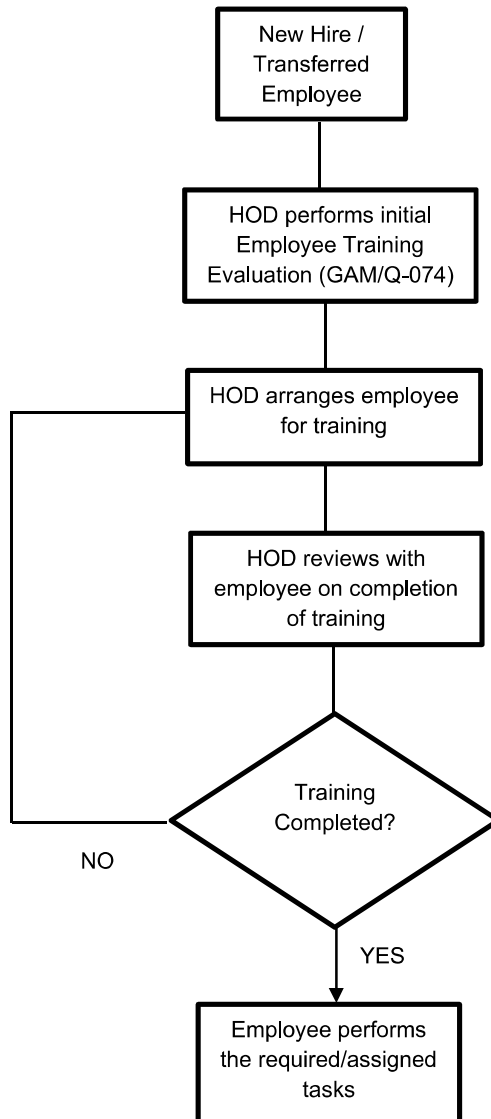 New Hire /
Transferred
Employee
HOD performs initial
Employee Training
Evaluation (GAM/Q-074)
HOD arranges employee
for training
HOD reviews with
employee on completion
of training
Training
Completed?
NO
YES
Employee performs
the required/assigned
tasks